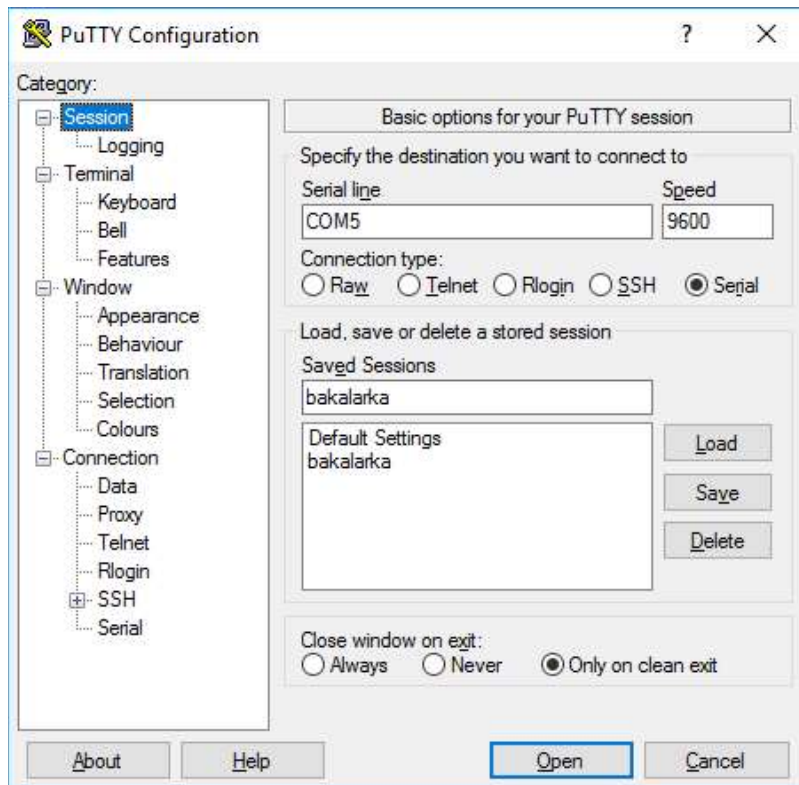 PuTTY Configuration
?
Category:
Session
Logging
Terminal
Keyboard
Bell
Features
Window
Appearance
Behaviour
Translation
Selection
Colours
Connection
Data
Proxy
Telnet
Rlogin
SSH
Serial
Basic options for your PuTTY session
Specify the destination you want to connect to
Serial line Speed
COM5 9600
Connection type:
Raw Telnet Rlogin SSH Serial
Load, save or delete a stored session
Saved Sessions
bakalarka
Default Settings
bakalarka
Load
Save
Delete
Close window on exit:
Always Never Only on clean exit
About Help Open Cancel